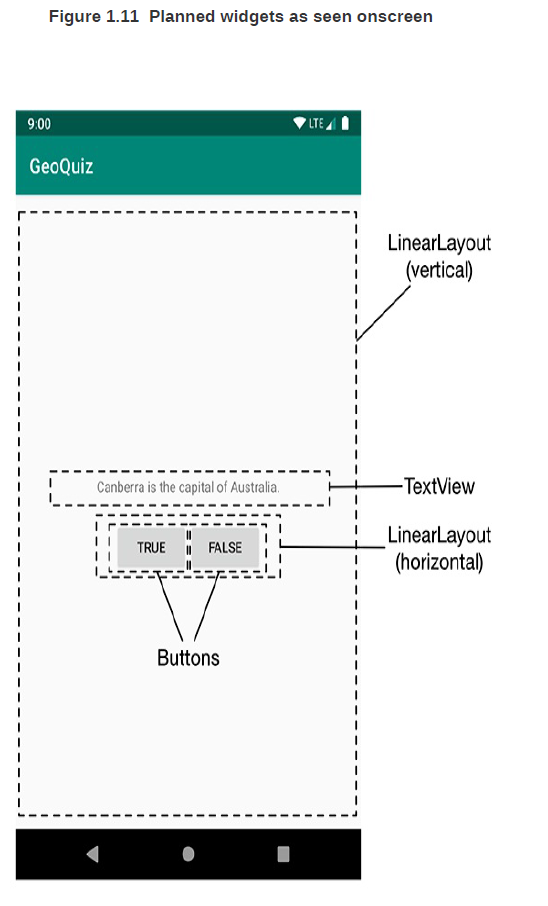 Figure 1.11 Planned widgets as seen onscreen
9:00 LTE
GeoQuiz
LinearLayout
(vertical)
Canberra is the capital of Australia.
TextView
TRUE FALSE
LinearLayout
(horizontal)
Buttons